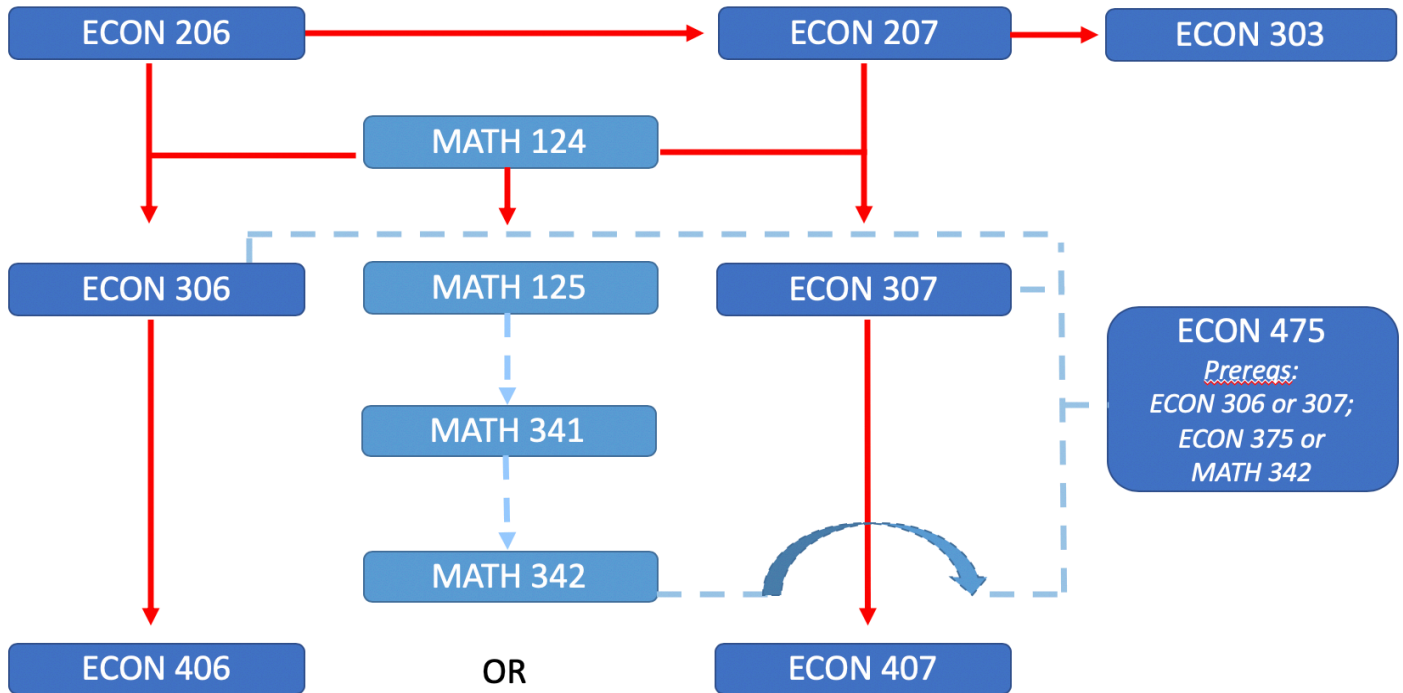 ECON 206
ECON 207
ECON 303
MATH 124
ECON 306
MATH 125
ECON 307
ECON 475
Prereqs:
ECON 306 or 307;
ECON 375 or
MATH 342
MATH 341
MATH 342
ECON 406
OR
ECON 407